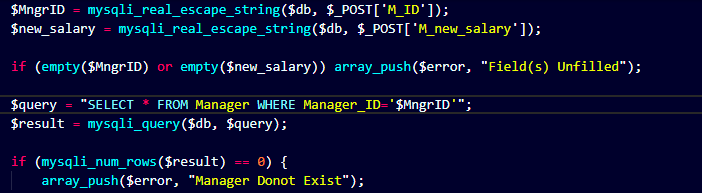 $MngrID = mysqli_real_escape_string($db, $_POST['M_ID']);
$new_salary = mysqli_real_escape_string($db, $_POST['M_new_salary']);
if (empty($MngrID) or empty($new_salary)) array_push($error, "Field(s) Unfilled");
$query = "SELECT * FROM Manager WHERE Manager_ID='$MngrID'";
$result = mysqli_query($db, $query);
if (mysqli_num_rows($result) == 0) {
array_push($error, "Manager Donot Exist");